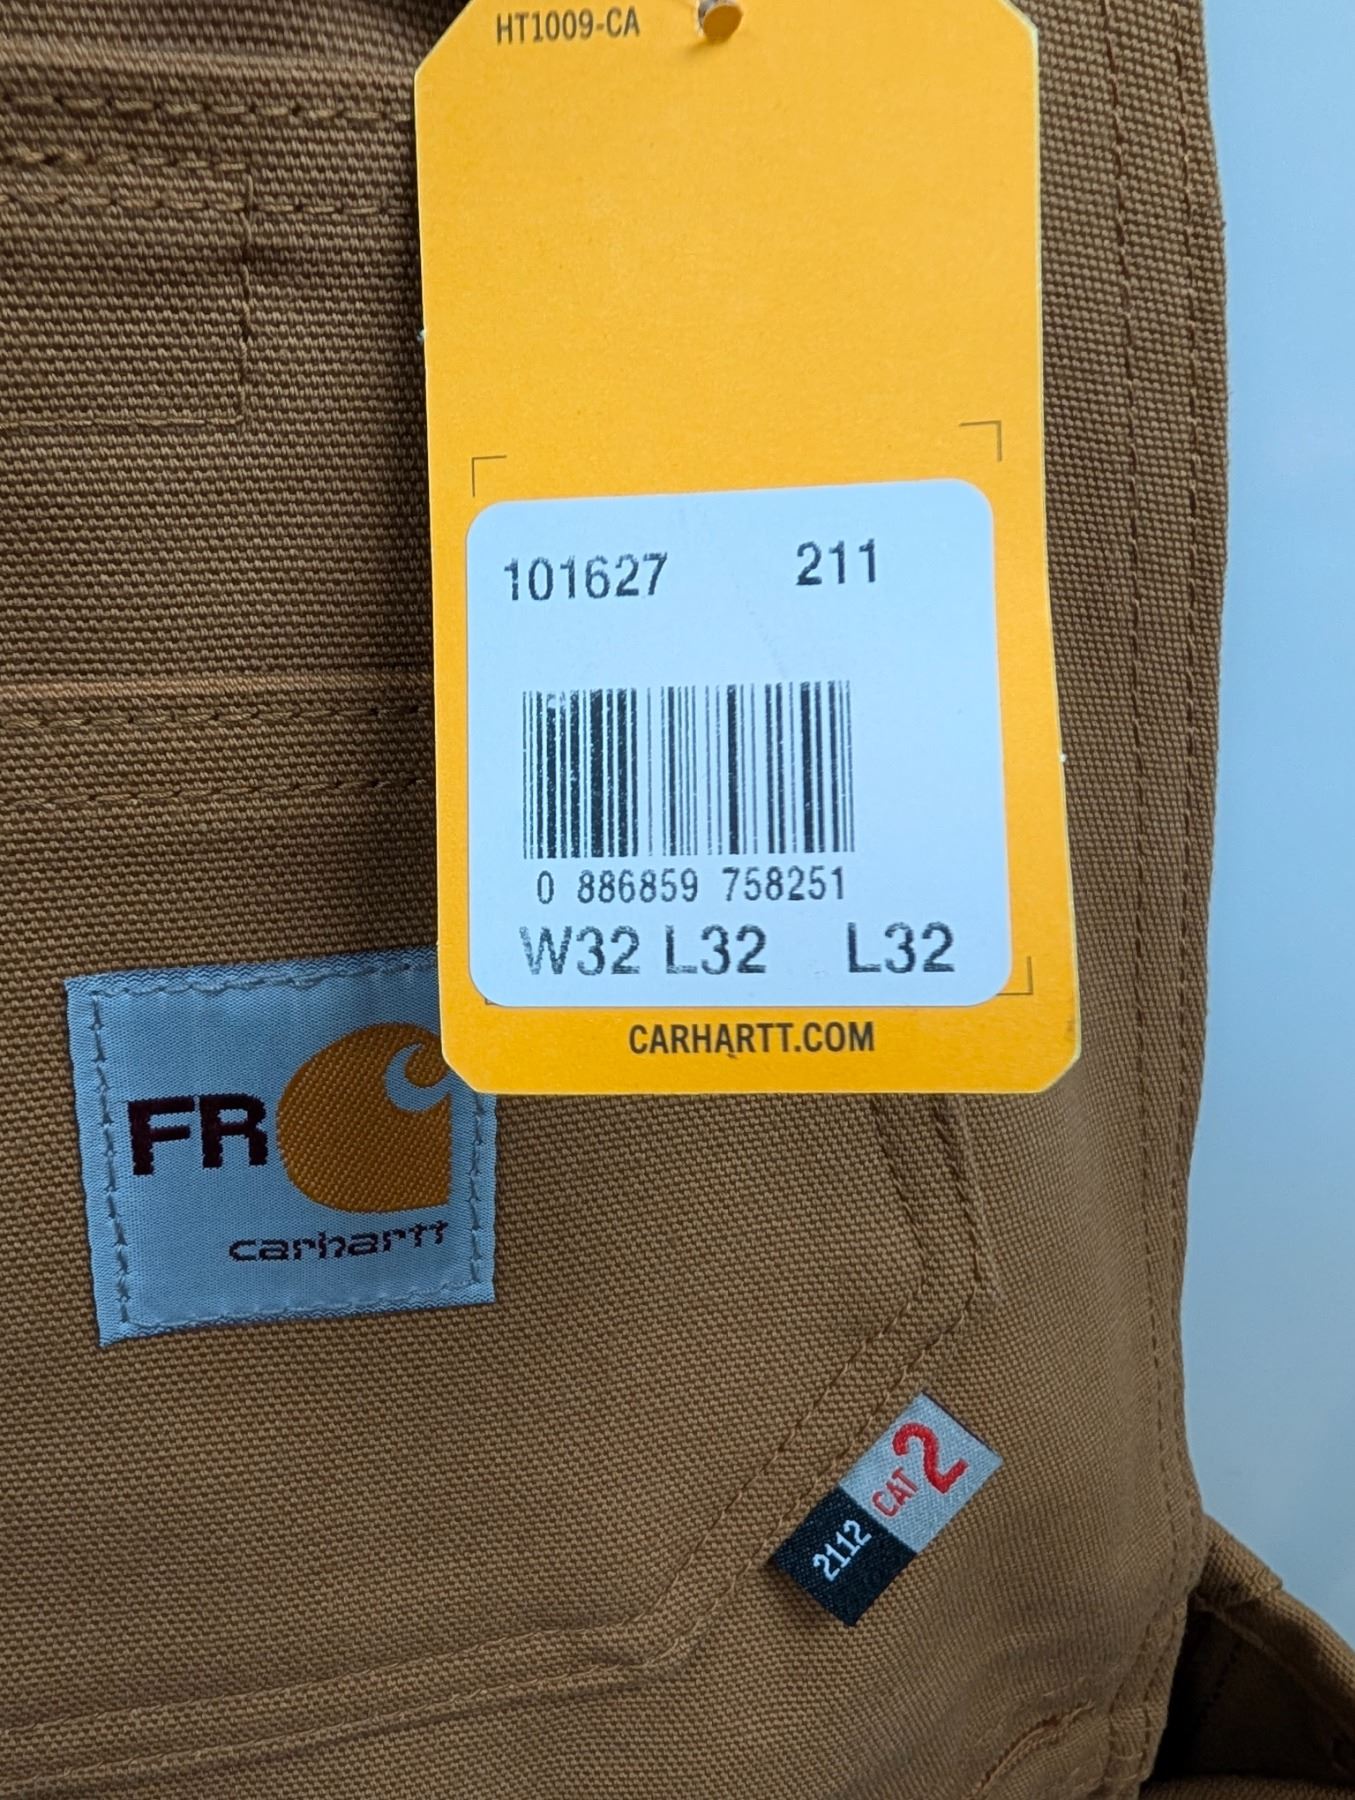 HT1009-CA
101627 211
0 886859 758251
W32 L32 L32
CARHARTT.COM
FR
carhartt
CAT 2
2112